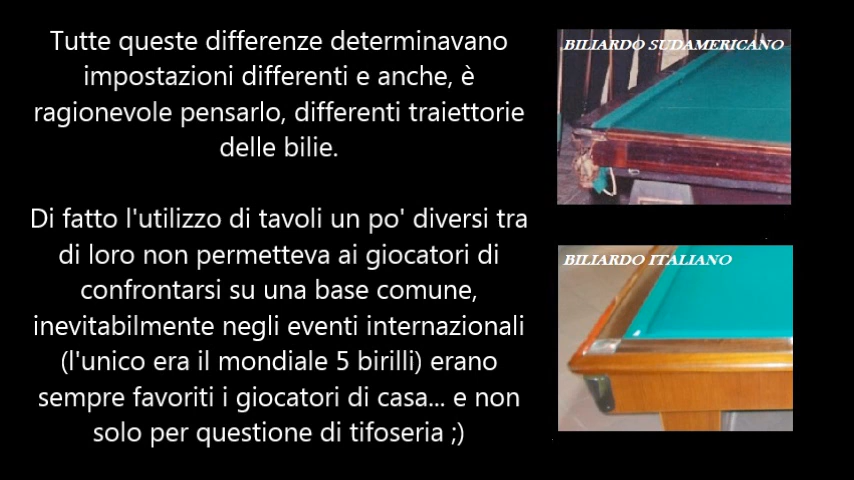 Tutte queste differenze determinavano
impostazioni differenti e anche, è
ragionevole pensarlo, differenti traiettorie
delle bilie.
Di fatto l'utilizzo di tavoli un po' diversi tra
di loro non permetteva ai giocatori di
confrontarsi su una base comune,
inevitabilmente negli eventi internazionali
(l'unico era il mondiale 5 birilli) erano
sempre favoriti i giocatori di casa... e non
solo per questione di tifoseria ;)
BILIARDO SUDAMERICANO
BILIARDO ITALIANO